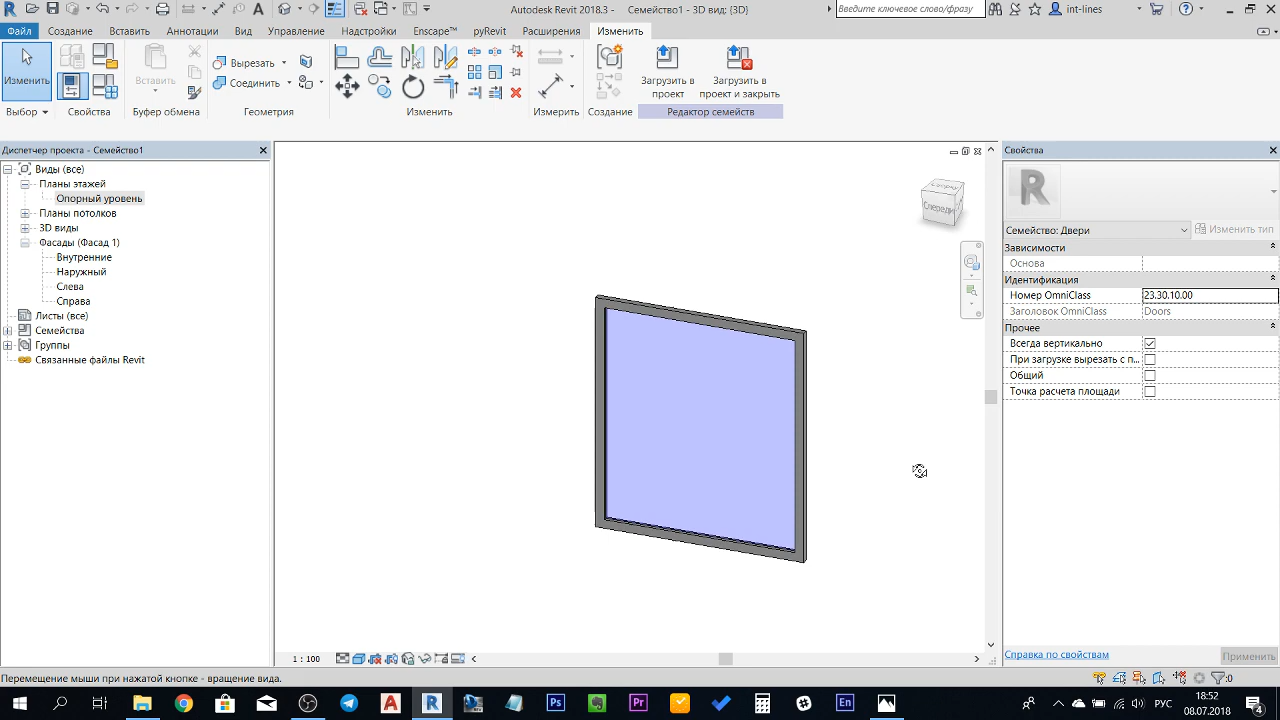 Autodesk Revit 2018.3 - Семейство1 - 3D вид: {3D}
Введите ключевое слово/фразу
int-lines
Файл Создание Вставить Аннотации Вид Управление Надстройки Enscape™ pyRevit Расширения Изменить
Изменить
Вставить
Вырезать
Соединить
Загрузить в проект
Загрузить в проект и закрыть
Выбор Свойства Буфер обмена Геометрия Изменить Измерить Создание Редактор семейств
Диспетчер проекта - Семейство1
Виды (все)
Планы этажей
Опорный уровень
Планы потолков
3D виды
Фасады (Фасад 1)
Внутренние
Наружный
Слева
Справа
Листы (все)
Семейства
Группы
Связанные файлы Revit
Сверху
Спереди
Свойства
Семейство: Двери
Изменить тип
Зависимости
Основа
Идентификация
Номер OmniClass 23.30.10.00
Заголовок OmniClass Doors
Прочее
Всегда вертикально
При загрузке вырезать с п...
Общий
Точка расчета площади
Справка по свойствам
Применить
1 : 100
Перемещение мыши при нажатой кнопке - вращение вида.
:0
РУС
18:52
08.07.2018